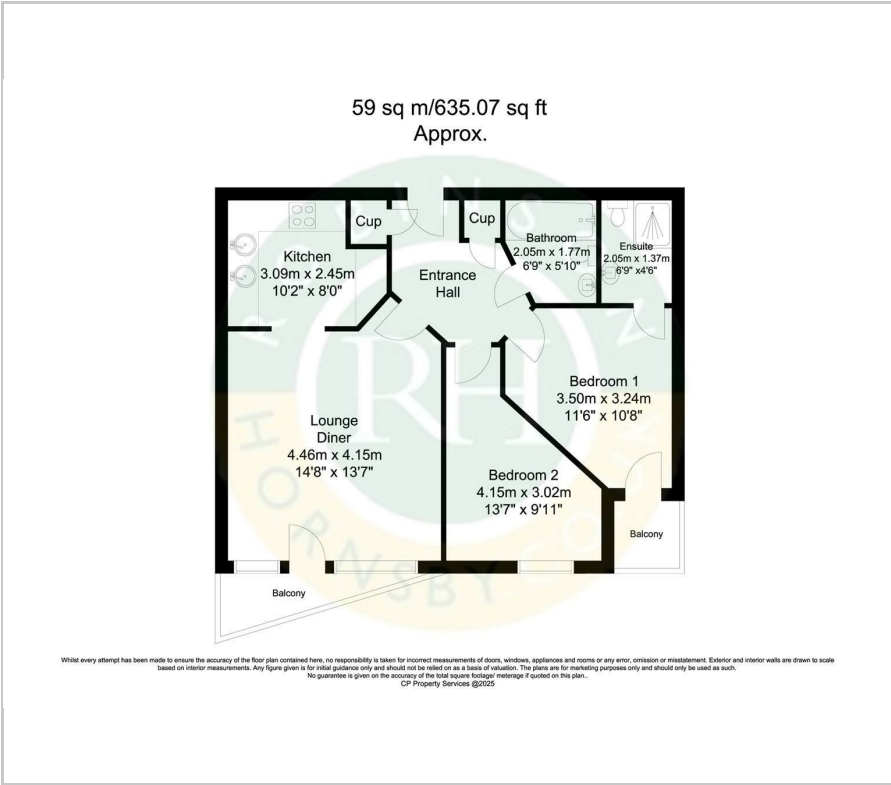 59 sq m/635.07 sq ft
Approx.
Cup
Cup
Kitchen
3.09m x 2.45m
10'2" x 8'0"
Entrance
Hall
Bathroom
2.05m x 1.77m
6'9" x 5'10"
Ensuite
2.05m x 1.37m
6'9" x4'6"
Bedroom 1
3.50m x 3.24m
11'6" x 10'8"
Lounge
Diner
4.46m x 4.15m
14'8" x 13'7"
Bedroom 2
4.15m x 3.02m
13'7" x 9'11"
Balcony
Balcony
RH
Whilst every attempt has been made to ensure the accuracy of the floor plan contained here, no responsibility is taken for incorrect measurements of doors, windows, appliances and rooms or any error, omission or misstatement. Exterior and interior walls are drawn to scale
based on interior measurements. Any figure given is for initial guidance only and should not be relied on as a basis of valuation. The plans are for marketing purposes only and should only be used as such.
No guarantee is given on the accuracy of the total square footage/ meterage if quoted on this plan..
CP Property Services @2025